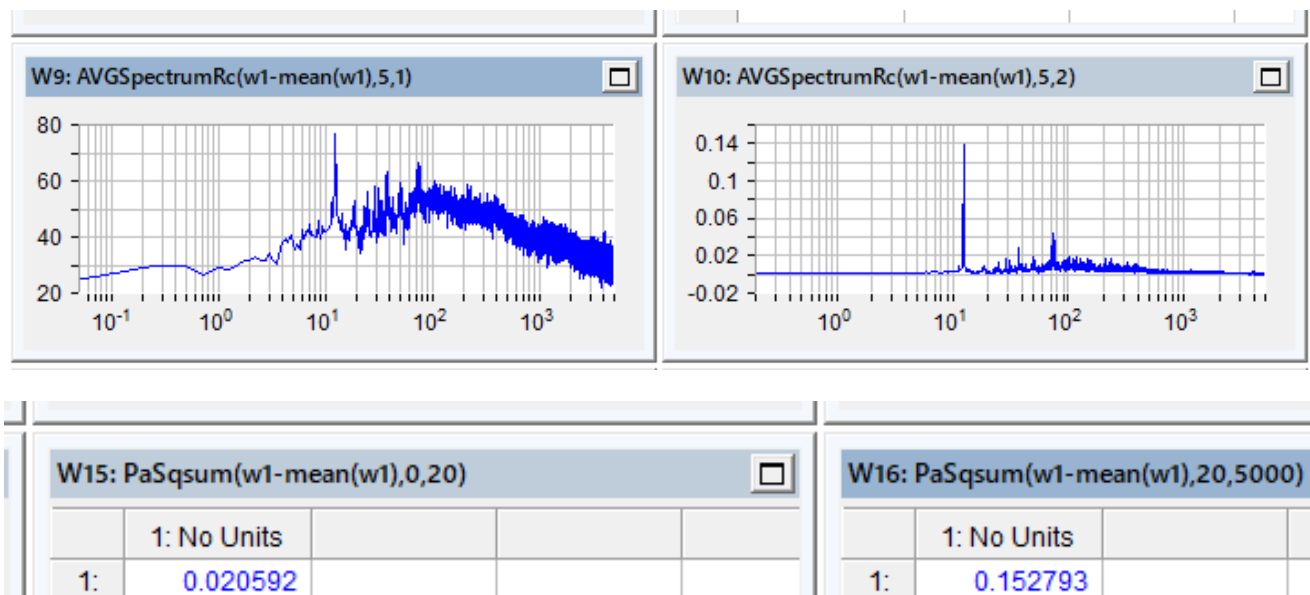 W9: AVGSpectrumRc(w1-mean(w1),5,1)
80
60
40
20
10-1 10⁰ 10¹ 10² 10³
W10: AVGSpectrumRc(w1-mean(w1),5,2)
0.14
0.1
0.06
0.02
-0.02
10⁰ 10¹ 10² 10³
W15: PaSqsum(w1-mean(w1),0,20)
1: No Units
1: 0.020592
W16: PaSqsum(w1-mean(w1),20,5000)
1: No Units
1: 0.152793